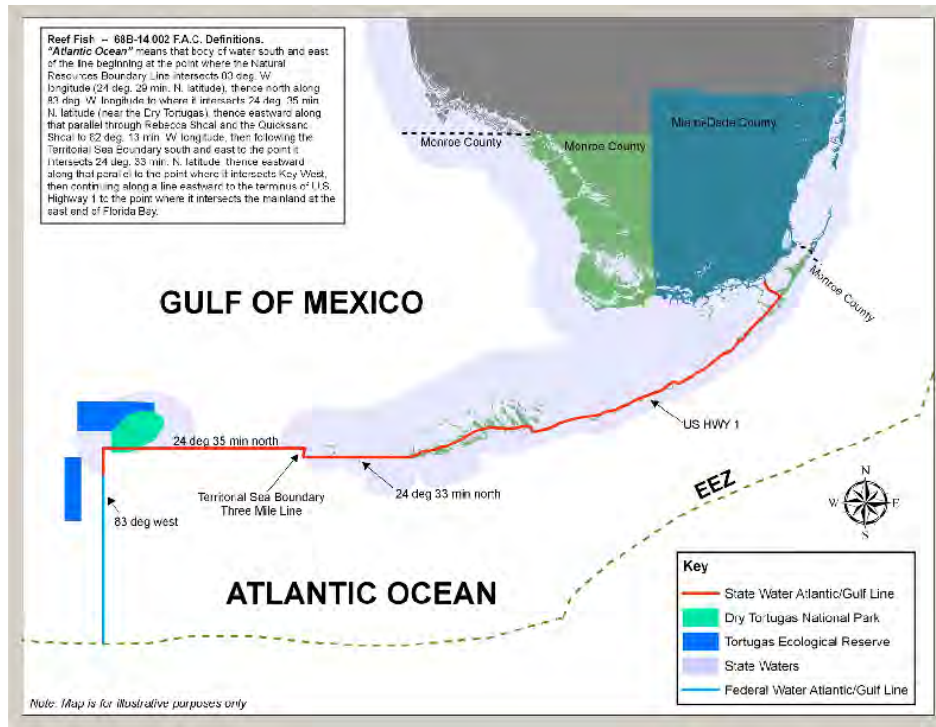 Reef Fish -- 68B-14.002 F.A.C. Definitions.
"Atlantic Ocean" means that body of water south and east
of the line beginning at the point where the Natural
Resources Boundary Line intersects 83 deg. W
longitude (24 deg. 29 min. N. latitude), thence north along
83 deg. W. longitude to where it intersects 24 deg. 35 min.
N. latitude (near the Dry Tortugas), thence eastward along
that parallel through Rebecca Shoal and the Quicksand
Shoal to 82 deg. 13 min. W. longitude, then following the
Territorial Sea Boundary south and east to the point it
intersects 24 deg. 33 min. N. latitude, thence eastward
along that parallel to the point where it intersects Key West,
then continuing along a line eastward to the terminus of U.S.
Highway 1 to the point where it intersects the mainland at the
east end of Florida Bay.
Miami-Dade County
Monroe County
Monroe County
Monroe County
GULF OF MEXICO
US HWY 1
24 deg 35 min north
24 deg 33 min north
Territorial Sea Boundary
Three Mile Line
83 deg west
EEZ
N
W
E
S
ATLANTIC OCEAN
Key
State Water Atlantic/Gulf Line
Dry Tortugas National Park
Tortugas Ecological Reserve
State Waters
Federal Water Atlantic/Gulf Line
Note: Map is for illustrative purposes only